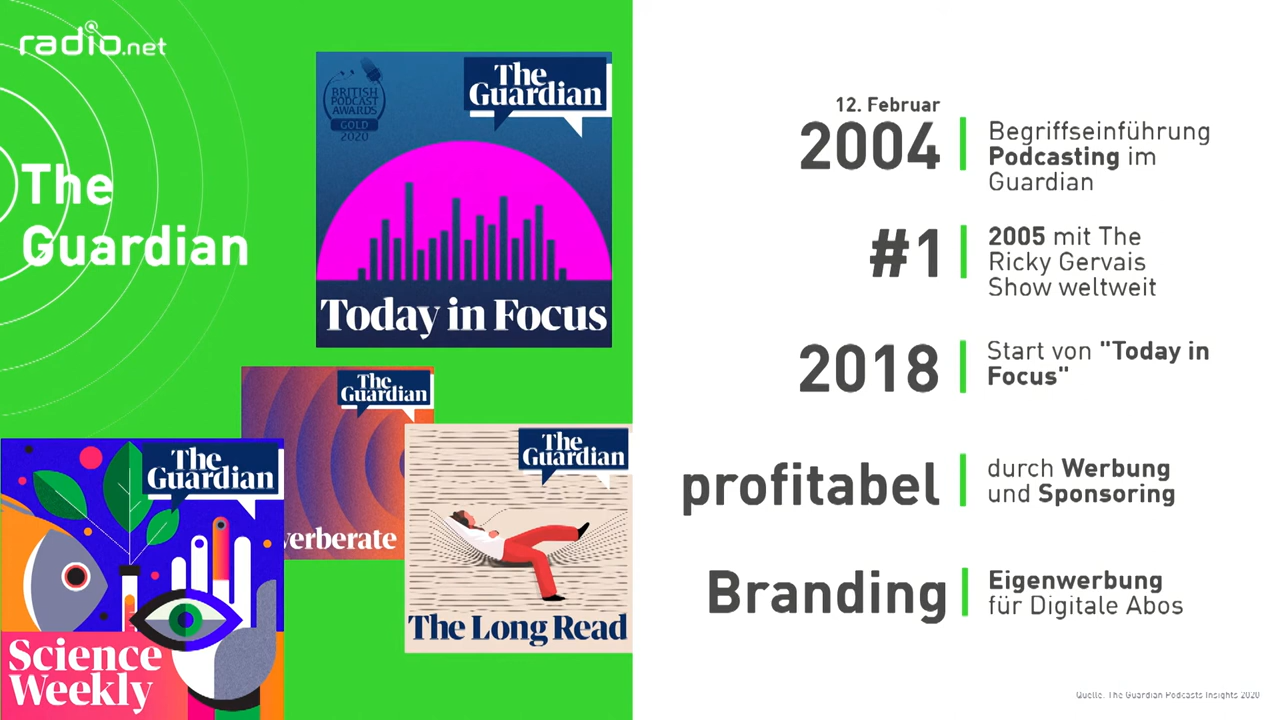 radio.net
The
Guardian
BRITISH
PODCAST
AWARDS
GOLD
2020
The
Guardian
Today in Focus
The
Guardian
verberate
The
Guardian
The Long Read
The
Guardian
Science
Weekly
12. Februar
2004
Begriffseinführung
Podcasting im
Guardian
#1
2005 mit The
Ricky Gervais
Show weltweit
2018
Start von "Today in
Focus"
profitabel
durch Werbung
und Sponsoring
Branding
Eigenwerbung
für Digitale Abos
Quelle: The Guardian Podcasts Insights 2020